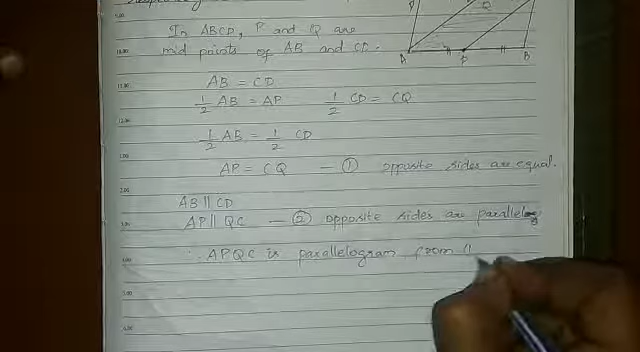 In ABCD, P and Q are
mid points of AB and CD.
AB = CD
1/2 AB = AP 1/2 CD = CQ
1/2 AB = 1/2 CD
AP = CQ — ① opposite sides are equal.
AB || CD
AP || QC — ② opposite sides are parallel
∴ APQC is parallelogram from
A P B
Q